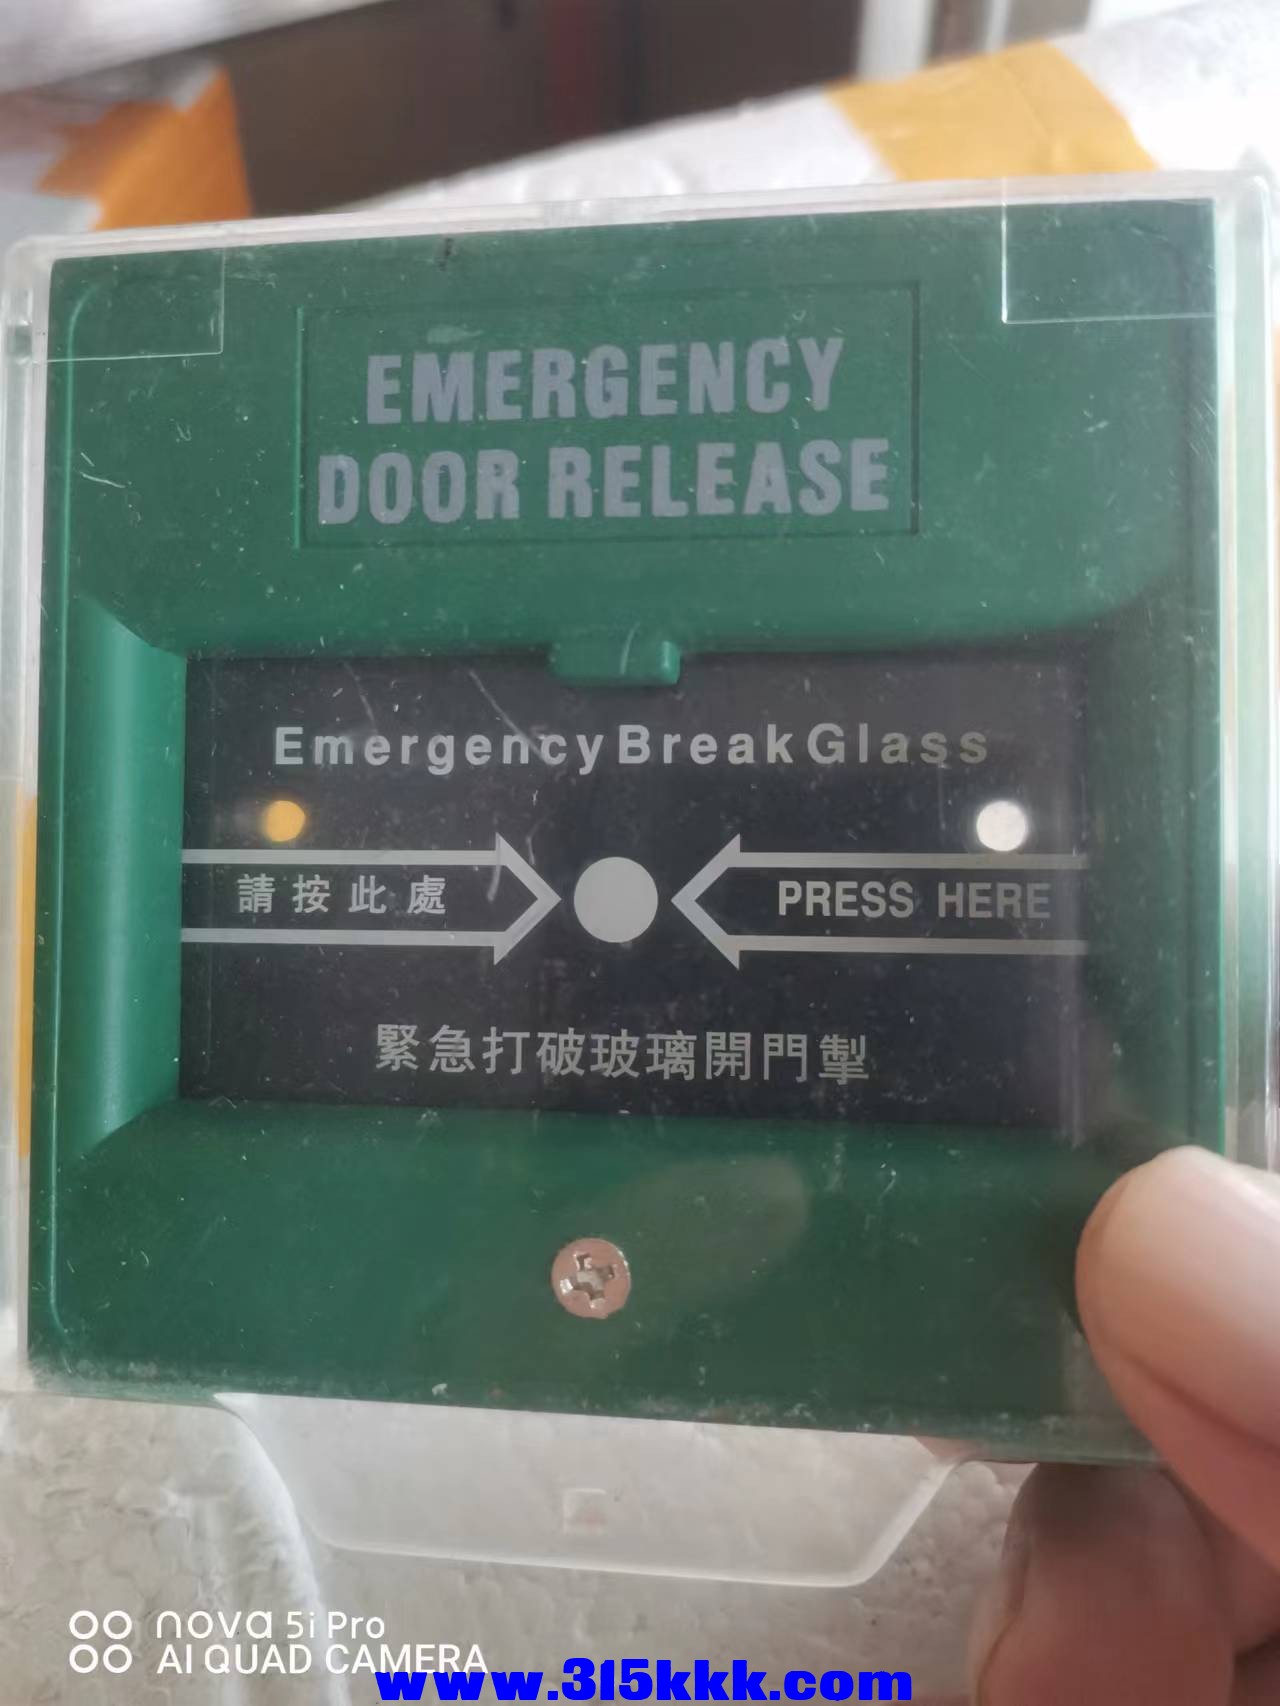 EMERGENCY
DOOR RELEASE
Emergency Break Glass
請按此處
PRESS HERE
緊急打破玻璃開門掣
nova 5i Pro
AI QUAD CAMERA
www.315kkk.com